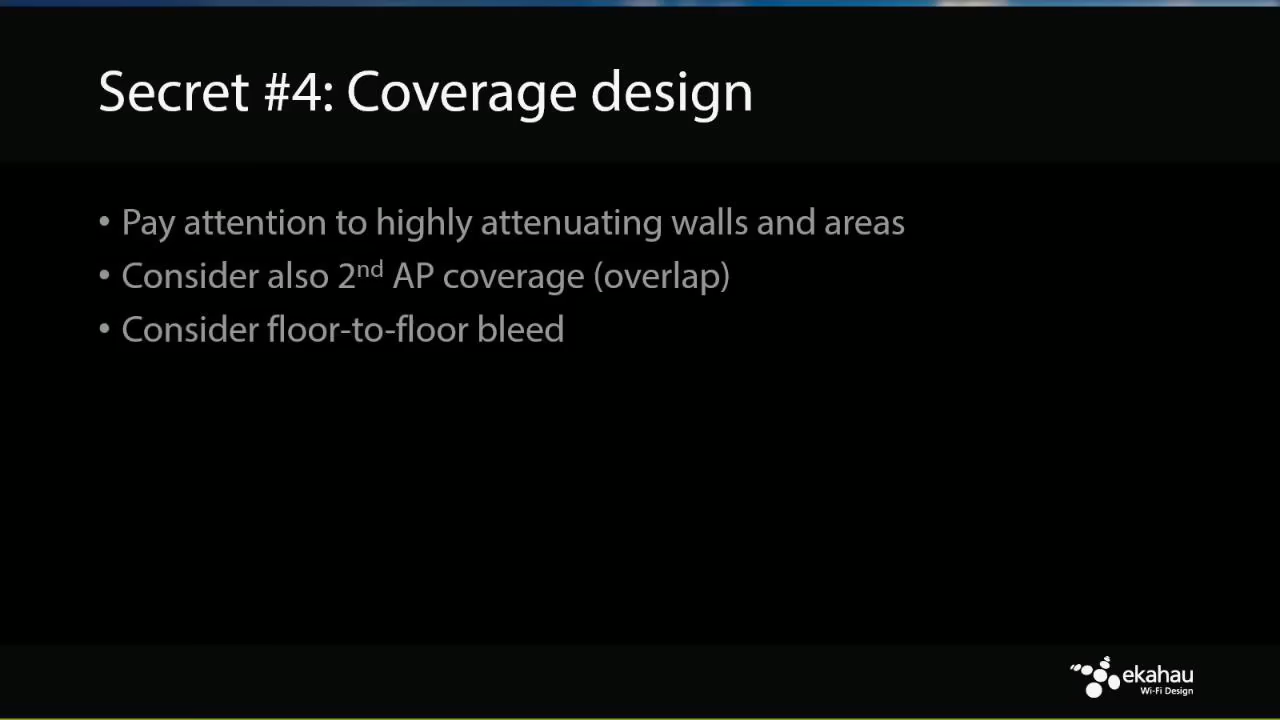 Secret #4: Coverage design
• Pay attention to highly attenuating walls and areas
• Consider also 2nd AP coverage (overlap)
• Consider floor-to-floor bleed
ekahau
Wi-Fi Design